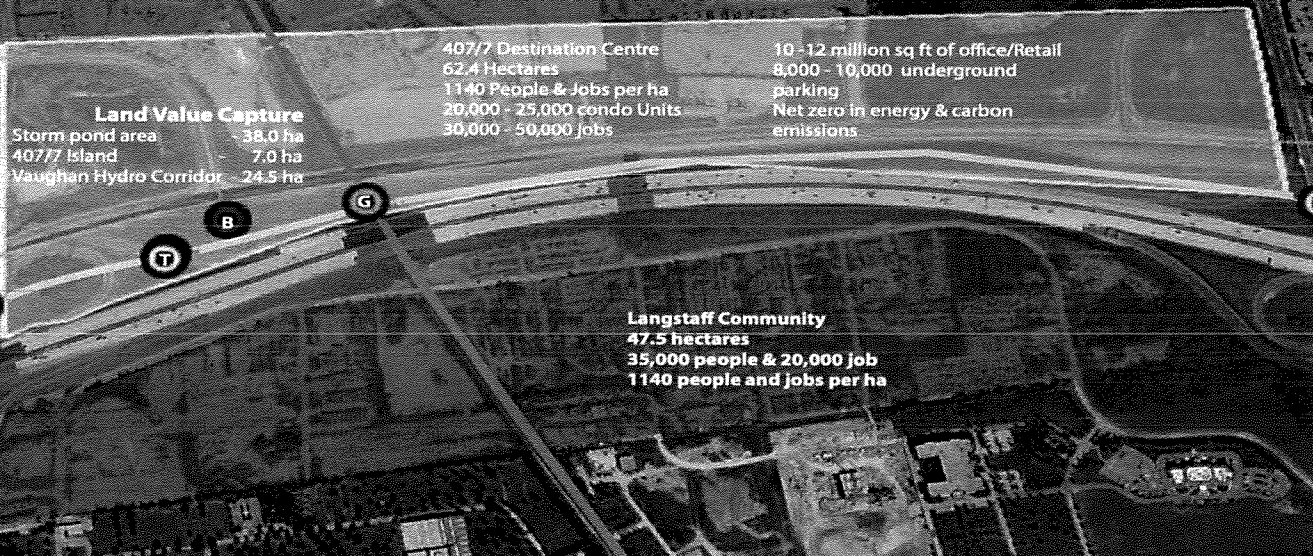 407/7 Destination Centre
62.4 Hectares
1140 People & Jobs per ha
20,000 - 25,000 condo Units
30,000 - 50,000 jobs
10 -12 million sq ft of office/Retail
8,000 - 10,000 underground
parking
Net zero in energy & carbon
emissions
Land Value Capture
Storm pond area - 38.0 ha
407/7 Island - 7.0 ha
Vaughan Hydro Corridor - 24.5 ha
G
B
T
Langstaff Community
47.5 hectares
35,000 people & 20,000 job
1140 people and jobs per ha